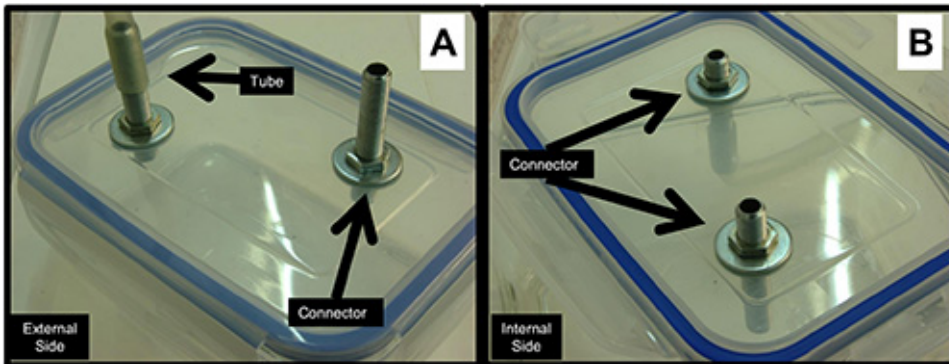 A
Tube
Connector
External
Side
B
Connector
Internal
Side